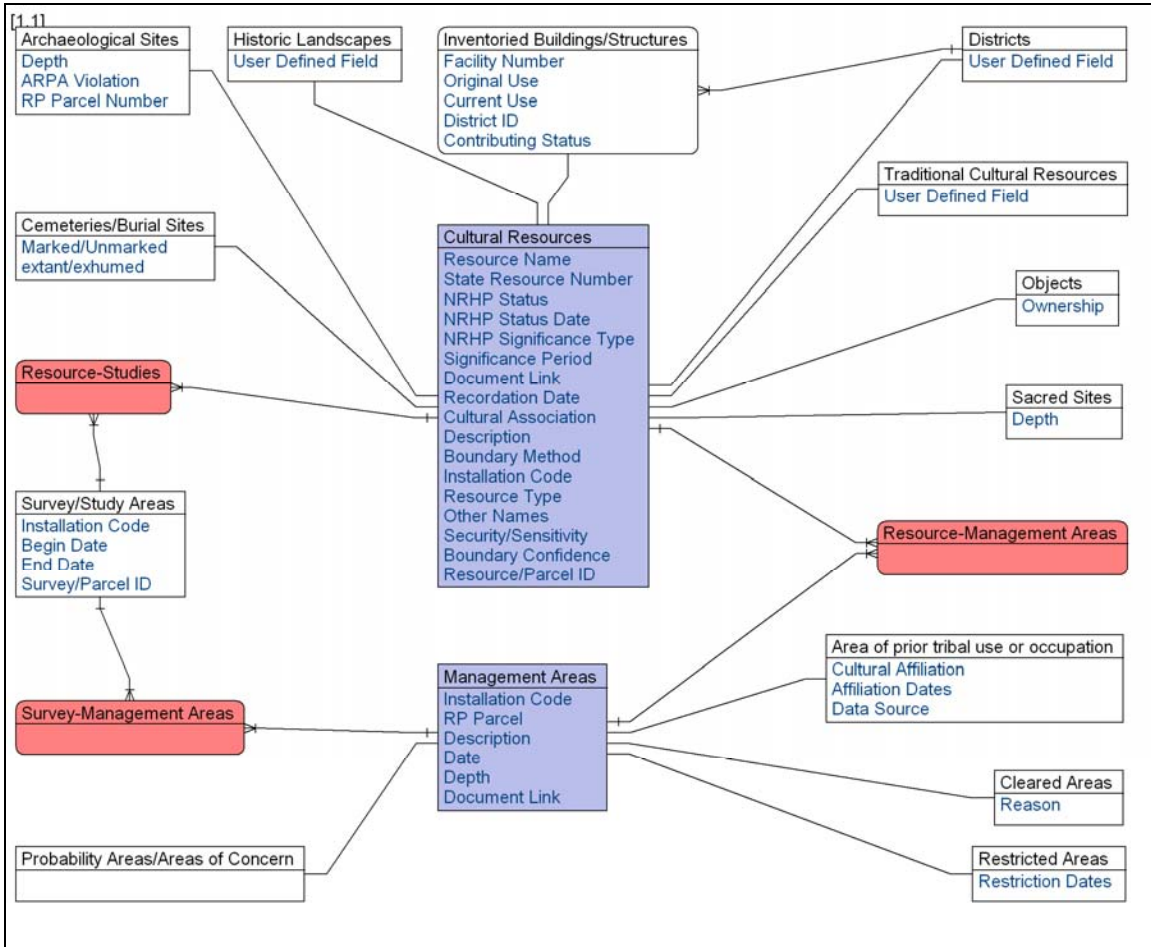 [1,1]
Archaeological Sites
Depth
ARPA Violation
RP Parcel Number
Historic Landscapes
User Defined Field
Inventoried Buildings/Structures
Facility Number
Original Use
Current Use
District ID
Contributing Status
Districts
User Defined Field
Traditional Cultural Resources
User Defined Field
Cemeteries/Burial Sites
Marked/Unmarked
extant/exhumed
Cultural Resources
Resource Name
State Resource Number
NRHP Status
NRHP Status Date
NRHP Significance Type
Significance Period
Document Link
Recordation Date
Cultural Association
Description
Boundary Method
Installation Code
Resource Type
Other Names
Security/Sensitivity
Boundary Confidence
Resource/Parcel ID
Objects
Ownership
Sacred Sites
Depth
Resource-Studies
Survey/Study Areas
Installation Code
Begin Date
End Date
Survey/Parcel ID
Resource-Management Areas
Survey-Management Areas
Management Areas
Installation Code
RP Parcel
Description
Date
Depth
Document Link
Area of prior tribal use or occupation
Cultural Affiliation
Affiliation Dates
Data Source
Cleared Areas
Reason
Probability Areas/Areas of Concern
Restricted Areas
Restriction Dates